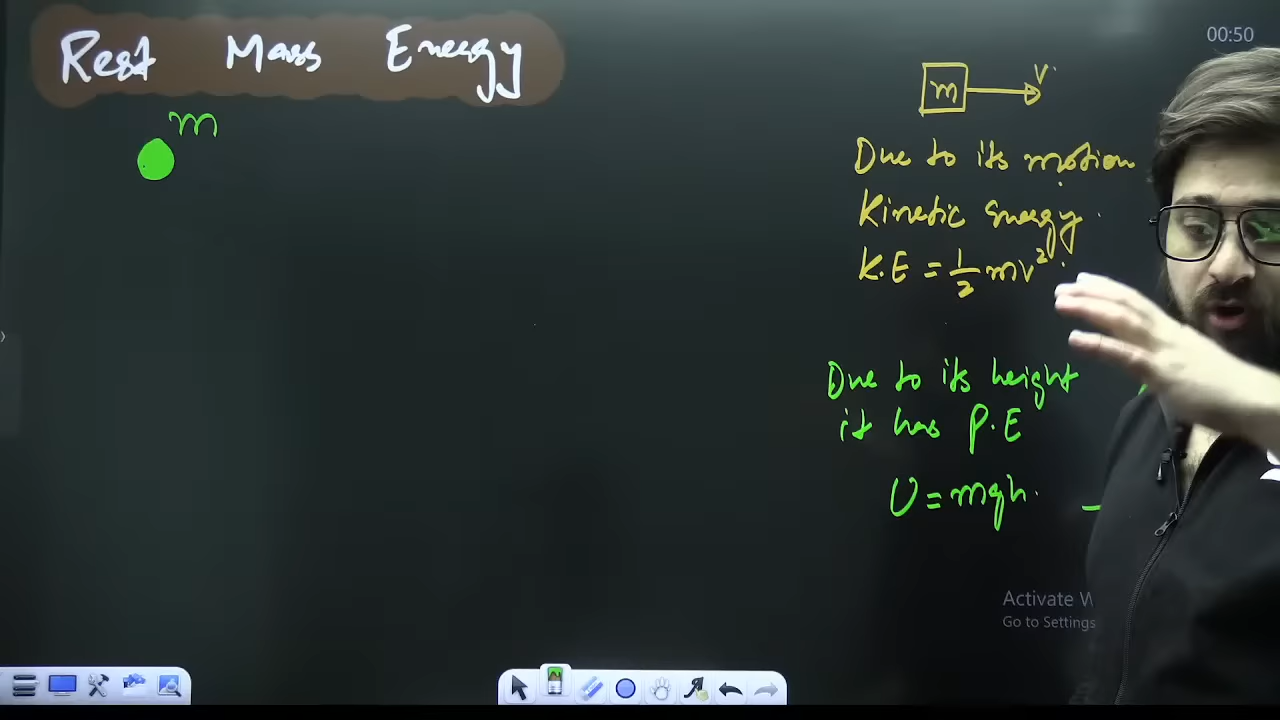 Rest Mass Energy
m
00:50
m v
Due to its motion
Kinetic Energy.
K.E = 1/2 mv²
Due to its height
it has P.E
U = mgh.
Activate W
Go to Settings